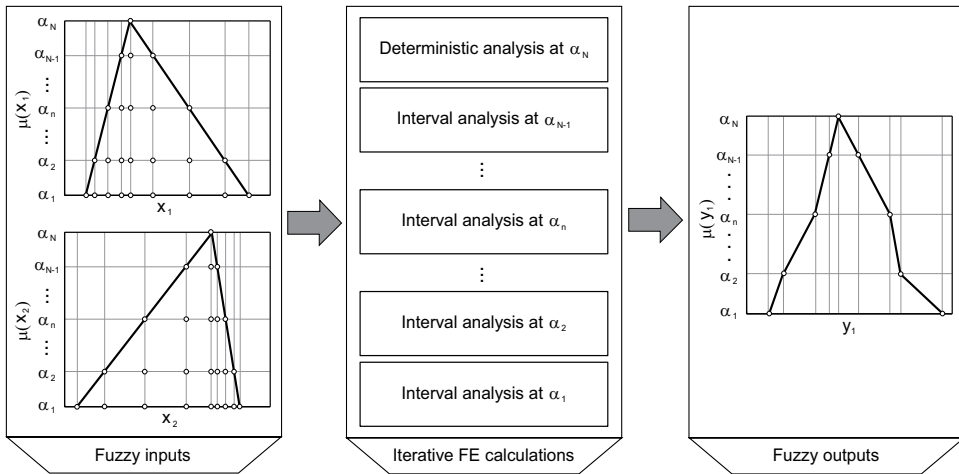 α_N
α_N-1
⋮
α_n
⋮
α_2
α_1
μ(x_1)
x_1
α_N
α_N-1
⋮
α_n
⋮
α_2
α_1
μ(x_2)
x_2
Fuzzy inputs
Deterministic analysis at α_N
Interval analysis at α_N-1
⋮
Interval analysis at α_n
⋮
Interval analysis at α_2
Interval analysis at α_1
Iterative FE calculations
α_N
α_N-1
⋮
α_n
⋮
α_2
α_1
μ(y_1)
y_1
Fuzzy outputs